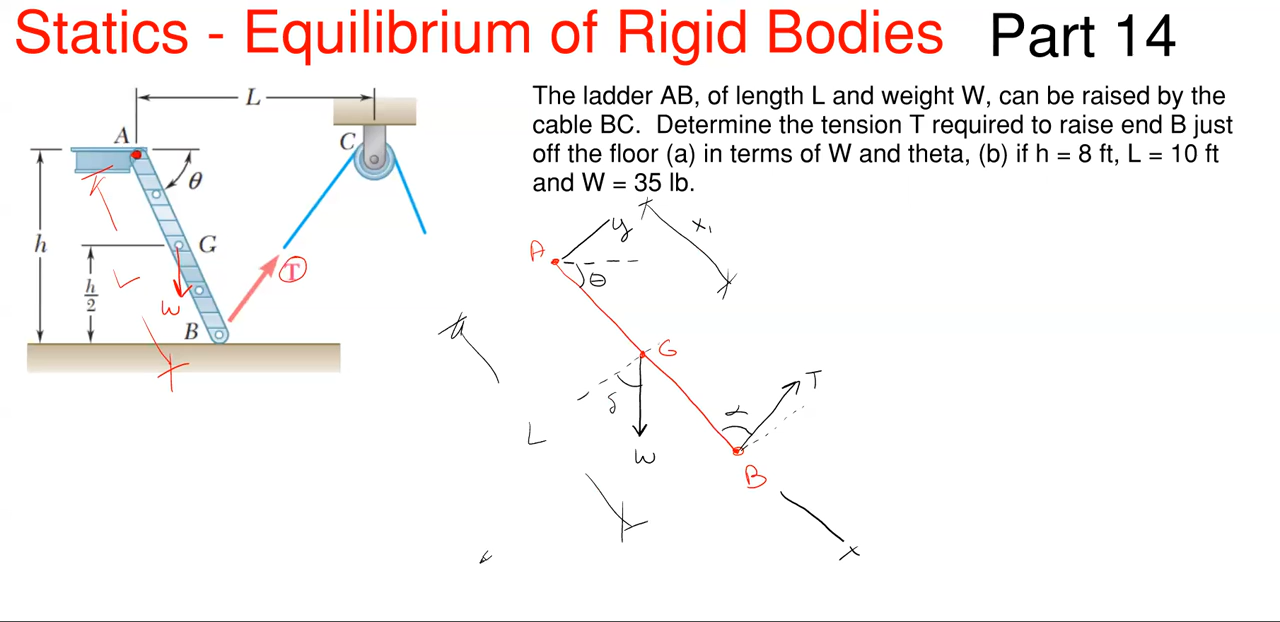 Statics - Equilibrium of Rigid Bodies Part 14
The ladder AB, of length L and weight W, can be raised by the
cable BC. Determine the tension T required to raise end B just
off the floor (a) in terms of W and theta, (b) if h = 8 ft, L = 10 ft
and W = 35 lb.
L
A
C
θ
h
G
h
2
L
W
T
B
A
y
x₁
θ
G
δ
W
L
α
T
B
x